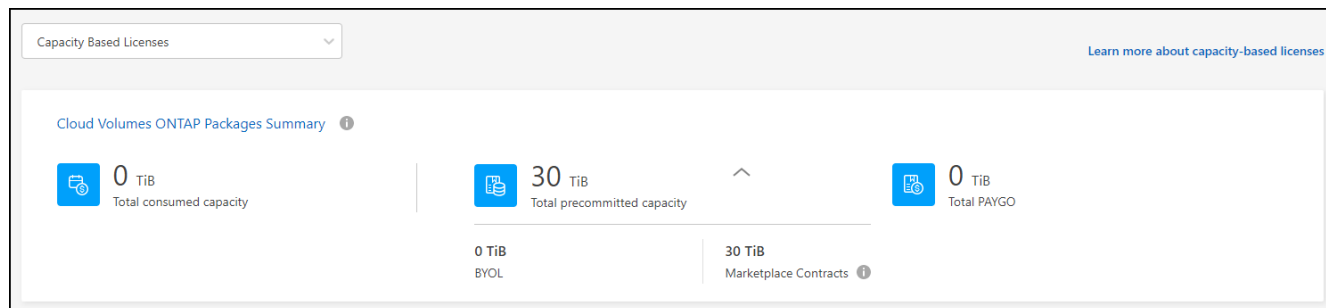 Capacity Based Licenses
Learn more about capacity-based licenses
Cloud Volumes ONTAP Packages Summary
0 TiB
Total consumed capacity
30 TiB
Total precommitted capacity
0 TiB
Total PAYGO
0 TiB
BYOL
30 TiB
Marketplace Contracts